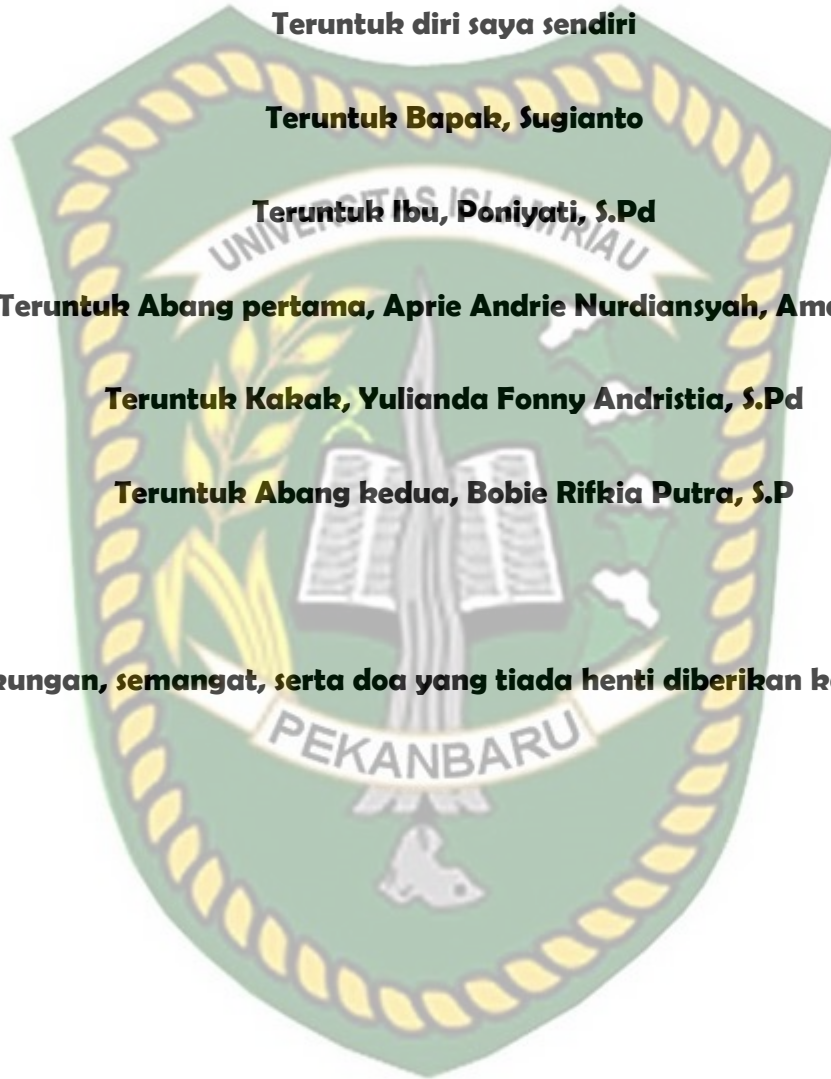 Teruntuk diri saya sendiri
Teruntuk Bapak, Sugianto
UNIVERSITAS ISLAM RIAU
Teruntuk Ibu, Poniyati, S.Pd
Teruntuk Abang pertama, Aprie Andrie Nurdiansyah,
Teruntuk Kakak, Yulianda Fonny Andristia, S.Pd
Teruntuk Abang kedua, Bobie Rifkia Putra, S.P
semangat, serta doa yang tiada henti diberikan
PEKANBARU